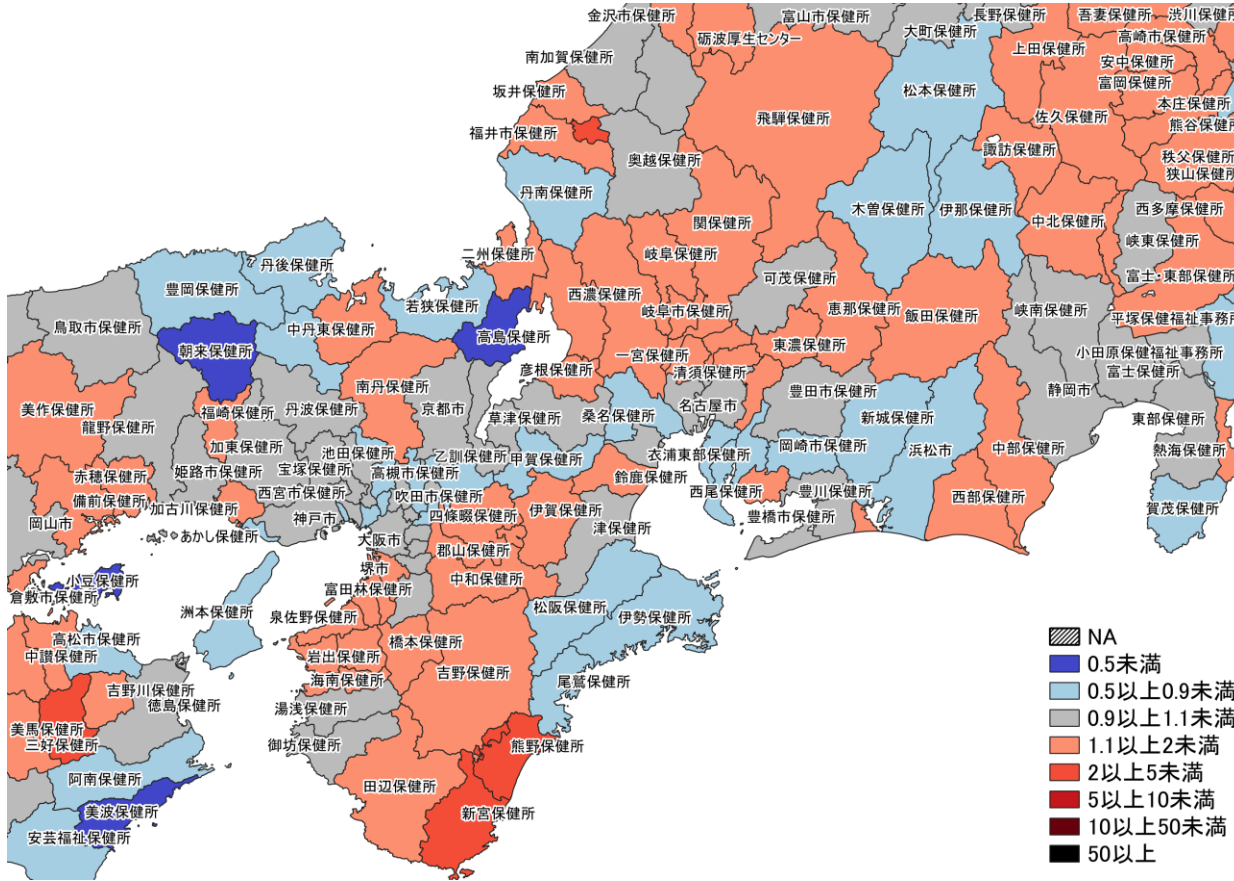 金沢市保健所
富山市保健所
長野保健所
吾妻保健所
渋川保健所
砺波厚生センター
大町保健所
高崎市保健所
南加賀保健所
上田保健所
安中保健所
富岡保健所
坂井保健所
松本保健所
本庄保健所
福井市保健所
飛騨保健所
佐久保健所
熊谷保健所
奥越保健所
諏訪保健所
秩父保健所
狭山保健所
丹南保健所
木曽保健所
伊那保健所
中北保健所
西多摩保健所
関保健所
峡東保健所
二州保健所
岐阜保健所
丹後保健所
可茂保健所
富士・東部保健所
豊岡保健所
若狭保健所
西濃保健所
岐阜市保健所
恵那保健所
飯田保健所
峡南保健所
鳥取市保健所
中丹東保健所
高島保健所
平塚保健福祉事務所
朝来保健所
東濃保健所
一宮保健所
小田原保健福祉事務所
彦根保健所
清須保健所
富士保健所
南丹保健所
豊田市保健所
静岡市
美作保健所
福崎保健所
丹波保健所
京都市
草津保健所
桑名保健所
名古屋市
新城保健所
東部保健所
龍野保健所
加東保健所
池田保健所
乙訓保健所
甲賀保健所
衣浦東部保健所
岡崎市保健所
浜松市
中部保健所
熱海保健所
赤穂保健所
姫路市保健所
宝塚保健所
高槻市保健所
鈴鹿保健所
備前保健所
西宮市保健所
吹田市保健所
西尾保健所
豊川保健所
西部保健所
賀茂保健所
加古川保健所
神戸市
四條畷保健所
伊賀保健所
岡山市
豊橋市保健所
あかし保健所
大阪市
津保健所
郡山保健所
堺市
小豆保健所
中和保健所
倉敷市保健所
富田林保健所
洲本保健所
泉佐野保健所
松阪保健所
伊勢保健所
高松市保健所
橋本保健所
中讃保健所
岩出保健所
吉野保健所
海南保健所
尾鷲保健所
吉野川保健所
徳島保健所
湯浅保健所
美馬保健所
御坊保健所
熊野保健所
三好保健所
阿南保健所
田辺保健所
美波保健所
新宮保健所
安芸福祉保健所
NA
0.5未満
0.5以上0.9未満
0.9以上1.1未満
1.1以上2未満
2以上5未満
5以上10未満
10以上50未満
50以上